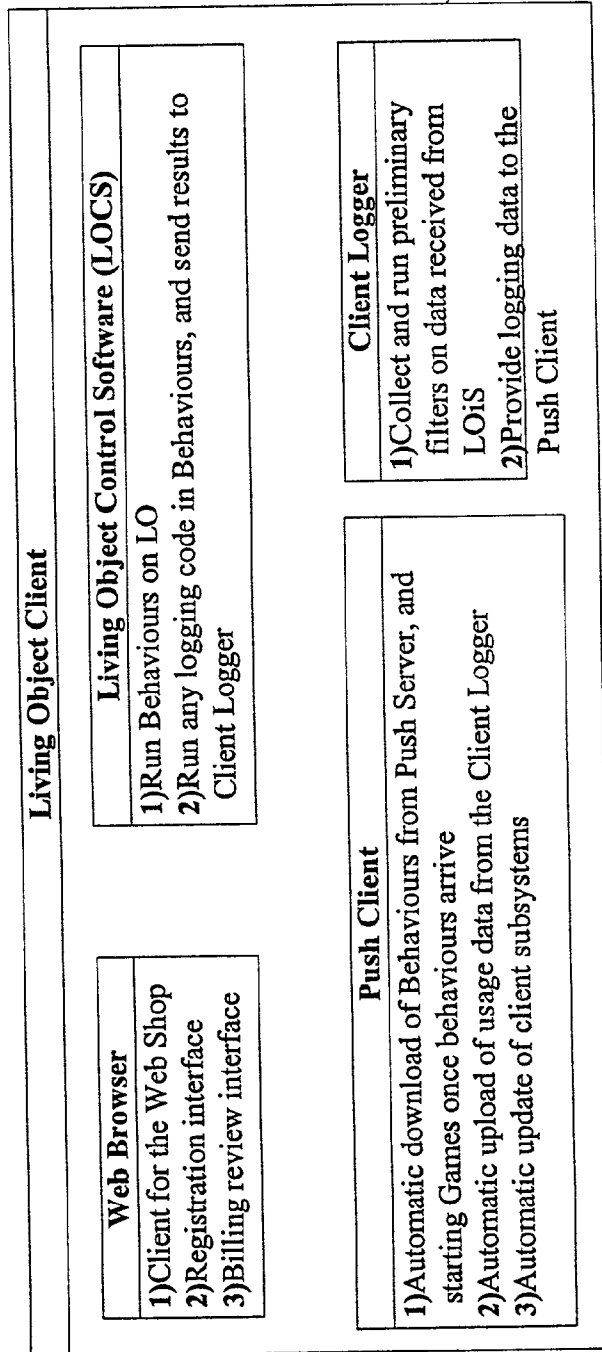 Living Object Client
Web Browser
1)Client for the Web Shop
2)Registration interface
3)Billing review interface
Living Object Control Software (LOCS)
1)Run Behaviours on LO
2)Run any logging code in Behaviours, and send results to
Client Logger
Push Client
1)Automatic download of Behaviours from Push Server, and
starting Games once behaviours arrive
2)Automatic upload of usage data from the Client Logger
3)Automatic update of client subsystems
Client Logger
1)Collect and run preliminary
filters on data received from
LOiS
2)Provide logging data to the
Push Client